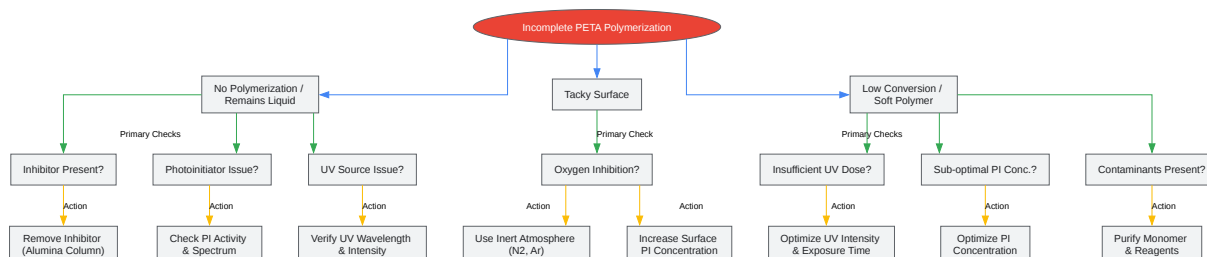 Incomplete PETA Polymerization
No Polymerization /
Remains Liquid
Tacky Surface
Low Conversion /
Soft Polymer
Primary Checks
Primary Check
Primary Checks
Inhibitor Present?
Photoinitiator Issue?
UV Source Issue?
Oxygen Inhibition?
Insufficient UV Dose?
Sub-optimal PI Conc.?
Contaminants Present?
Action
Action
Action
Action
Action
Action
Action
Action
Remove Inhibitor
(Alumina Column)
Check PI Activity
& Spectrum
Verify UV Wavelength
& Intensity
Use Inert Atmosphere
(N2, Ar)
Increase Surface
PI Concentration
Optimize UV Intensity
& Exposure Time
Optimize PI
Concentration
Purify Monomer
& Reagents